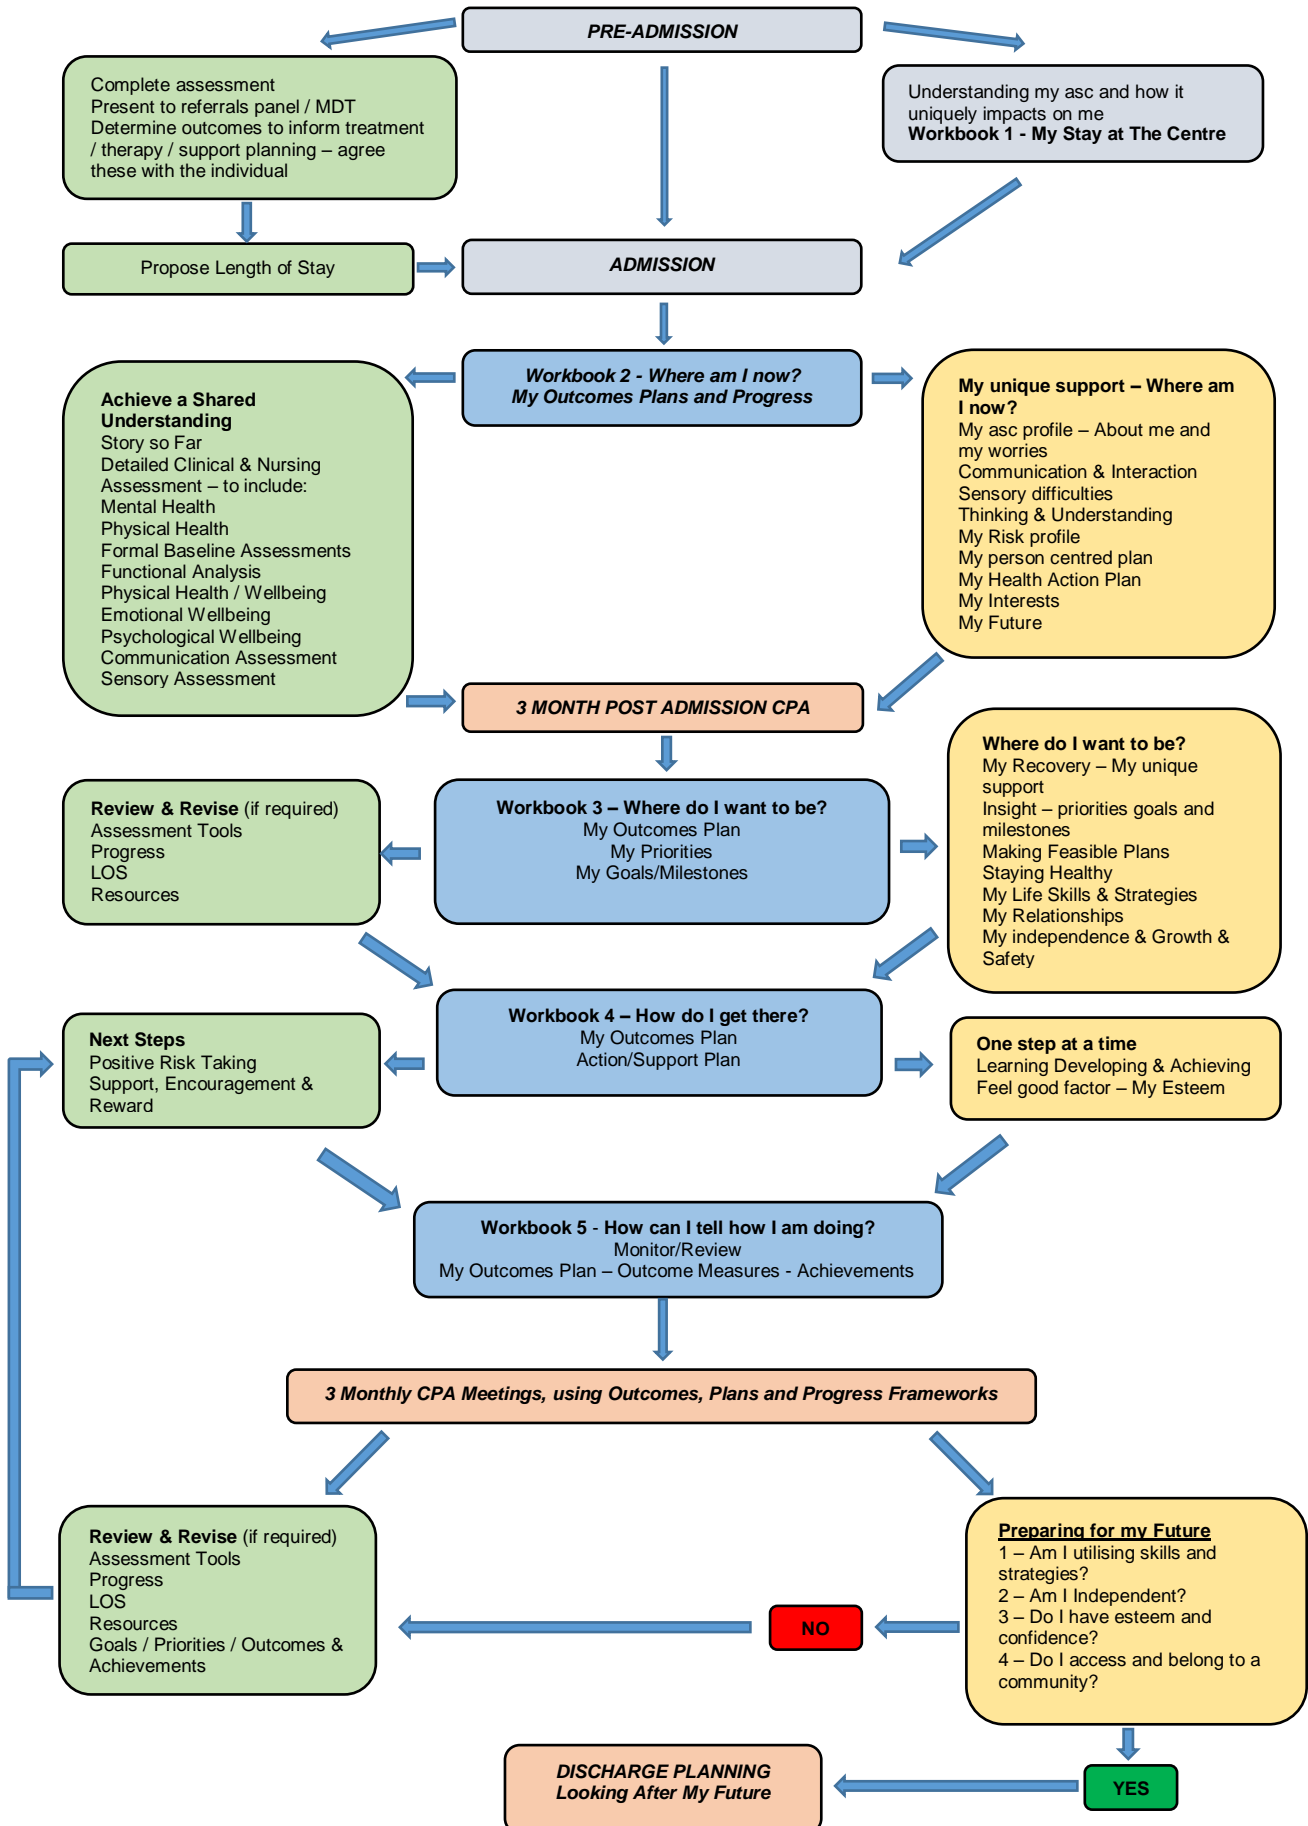 PRE-ADMISSION
Complete assessment
Present to referrals panel / MDT
Determine outcomes to inform treatment
/ therapy / support planning – agree
these with the individual
Understanding my asc and how it
uniquely impacts on me
Workbook 1 - My Stay at The Centre
Propose Length of Stay
ADMISSION
Workbook 2 - Where am I now?
My Outcomes Plans and Progress
Achieve a Shared
Understanding
Story so Far
Detailed Clinical & Nursing
Assessment – to include:
Mental Health
Physical Health
Formal Baseline Assessments
Functional Analysis
Physical Health / Wellbeing
Emotional Wellbeing
Psychological Wellbeing
Communication Assessment
Sensory Assessment
My unique support – Where am
I now?
My asc profile – About me and
my worries
Communication & Interaction
Sensory difficulties
Thinking & Understanding
My Risk profile
My person centred plan
My Health Action Plan
My Interests
My Future
3 MONTH POST ADMISSION CPA
Review & Revise (if required)
Assessment Tools
Progress
LOS
Resources
Workbook 3 – Where do I want to be?
My Outcomes Plan
My Priorities
My Goals/Milestones
Where do I want to be?
My Recovery – My unique
support
Insight – priorities goals and
milestones
Making Feasible Plans
Staying Healthy
My Life Skills & Strategies
My Relationships
My independence & Growth &
Safety
Next Steps
Positive Risk Taking
Support, Encouragement &
Reward
Workbook 4 – How do I get there?
My Outcomes Plan
Action/Support Plan
One step at a time
Learning Developing & Achieving
Feel good factor – My Esteem
Workbook 5 - How can I tell how I am doing?
Monitor/Review
My Outcomes Plan – Outcome Measures - Achievements
3 Monthly CPA Meetings, using Outcomes, Plans and Progress Frameworks
Review & Revise (if required)
Assessment Tools
Progress
LOS
Resources
Goals / Priorities / Outcomes &
Achievements
NO
Preparing for my Future
1 – Am I utilising skills and
strategies?
2 – Am I Independent?
3 – Do I have esteem and
confidence?
4 – Do I access and belong to a
community?
DISCHARGE PLANNING
Looking After My Future
YES